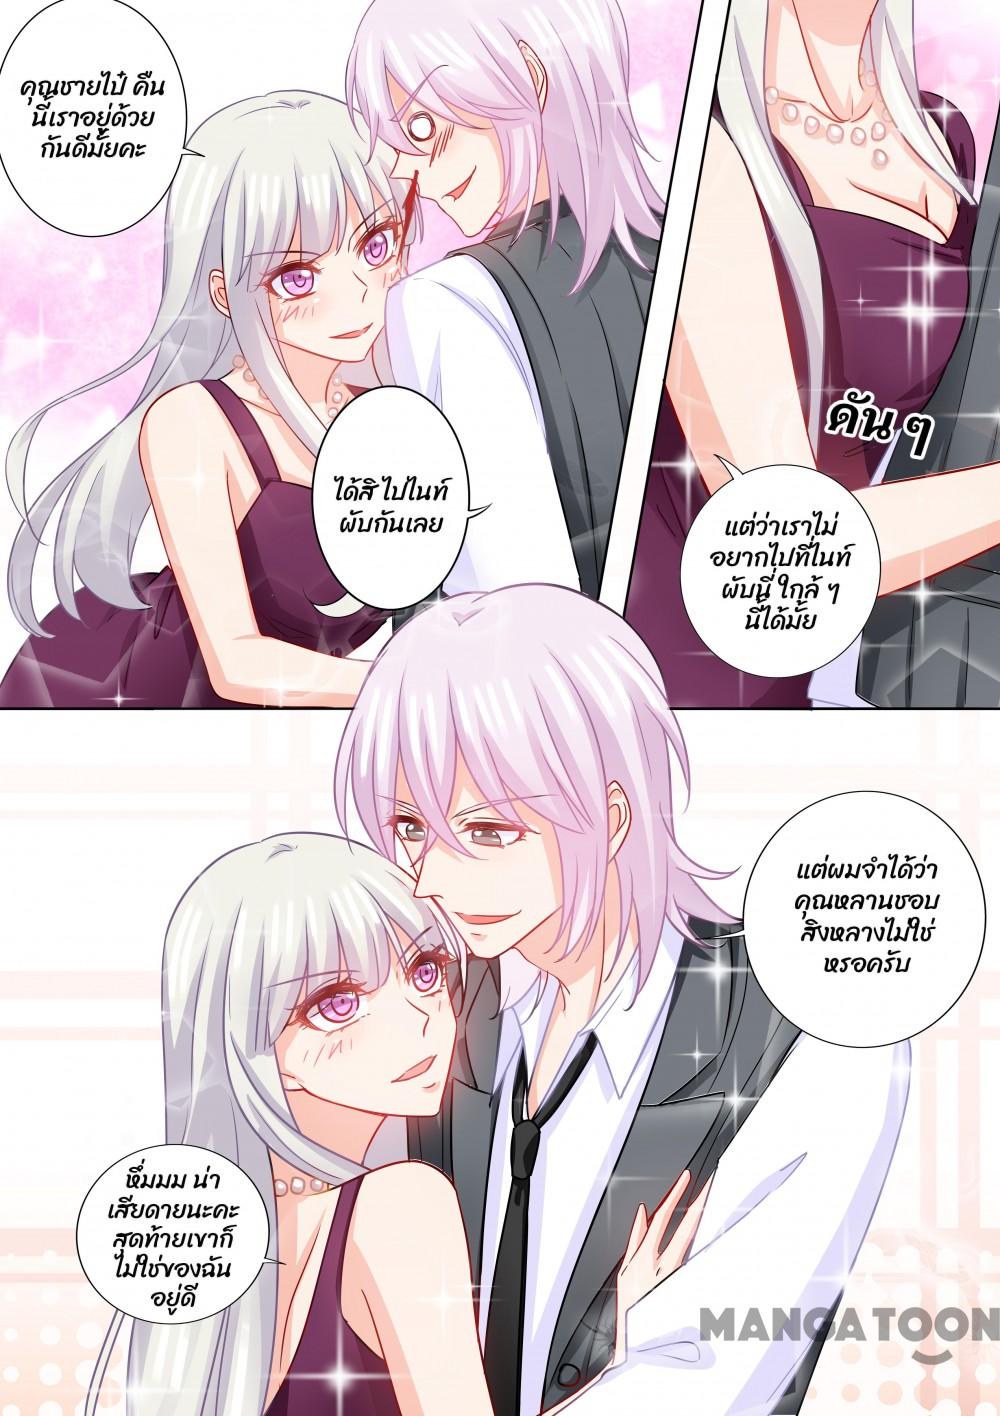 คุณชายไป๋ คืน
นี้เราอยู่ด้วย
กันดีมั้ยคะ
ได้สิ ไปไนท์
ผับกันเลย
ดัน ๆ
แต่ว่าเราไม่
อยากไปที่ไนท์
ผับนี่ ใกล้ ๆ
นี้ได้มั้ย
แต่ผมจำได้ว่า
คุณหลานชอบ
สิงหลางไม่ใช่
หรอครับ
หึ่มมม น่า
เสียดายนะคะ
สุดท้ายเขาก็
ไม่ใช่ของฉัน
อยู่ดี
MANGATOON